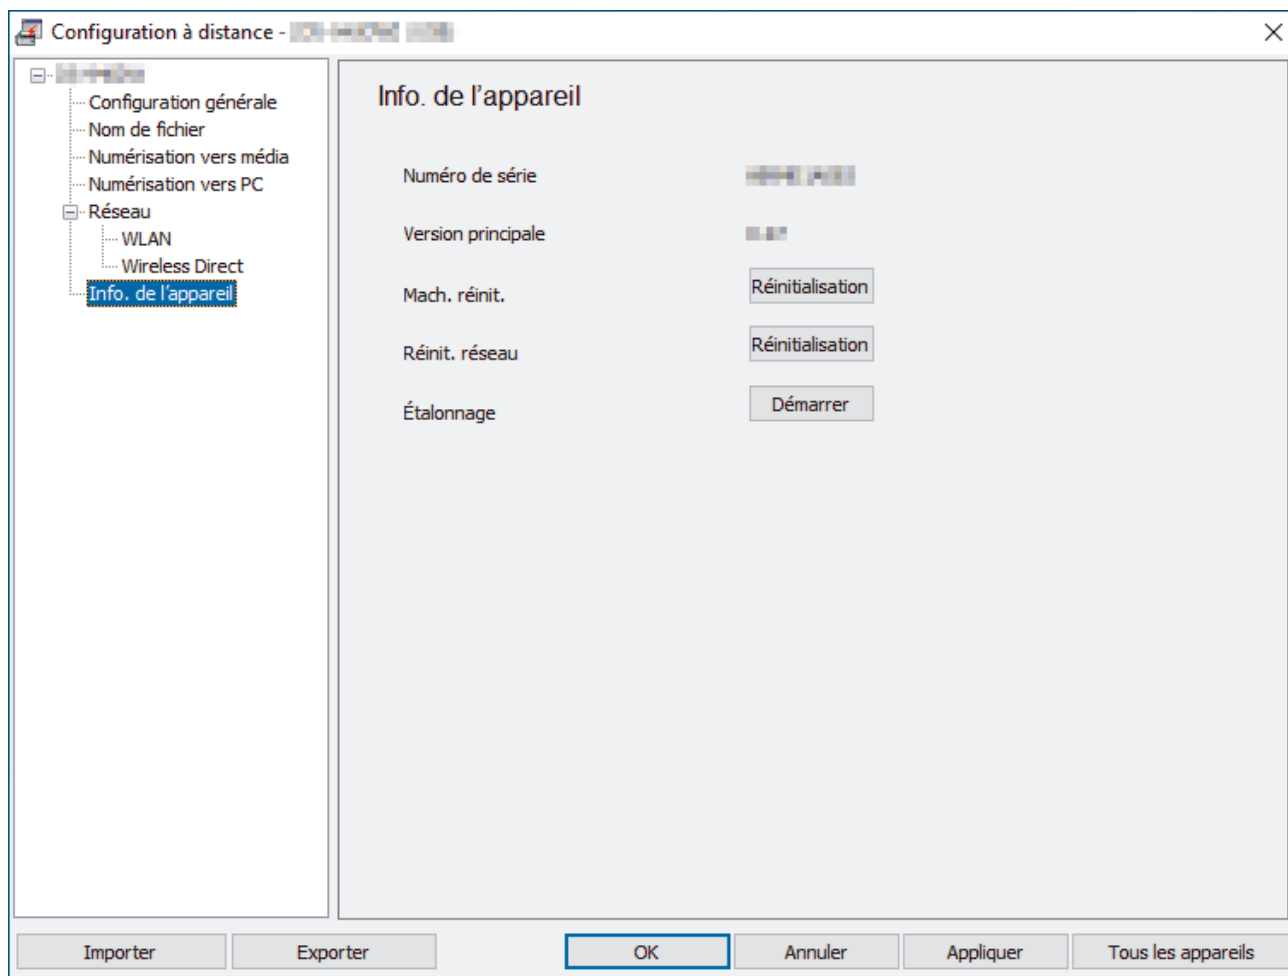 Configuration à distance -
Configuration générale
Nom de fichier
Numérisation vers média
Numérisation vers PC
Réseau
WLAN
Wireless Direct
Info. de l'appareil
Info. de l'appareil
Numéro de série
Version principale
Mach. réinit.
Réinitialisation
Réinit. réseau
Réinitialisation
Étalonnage
Démarrer
Importer
Exporter
OK
Annuler
Appliquer
Tous les appareils